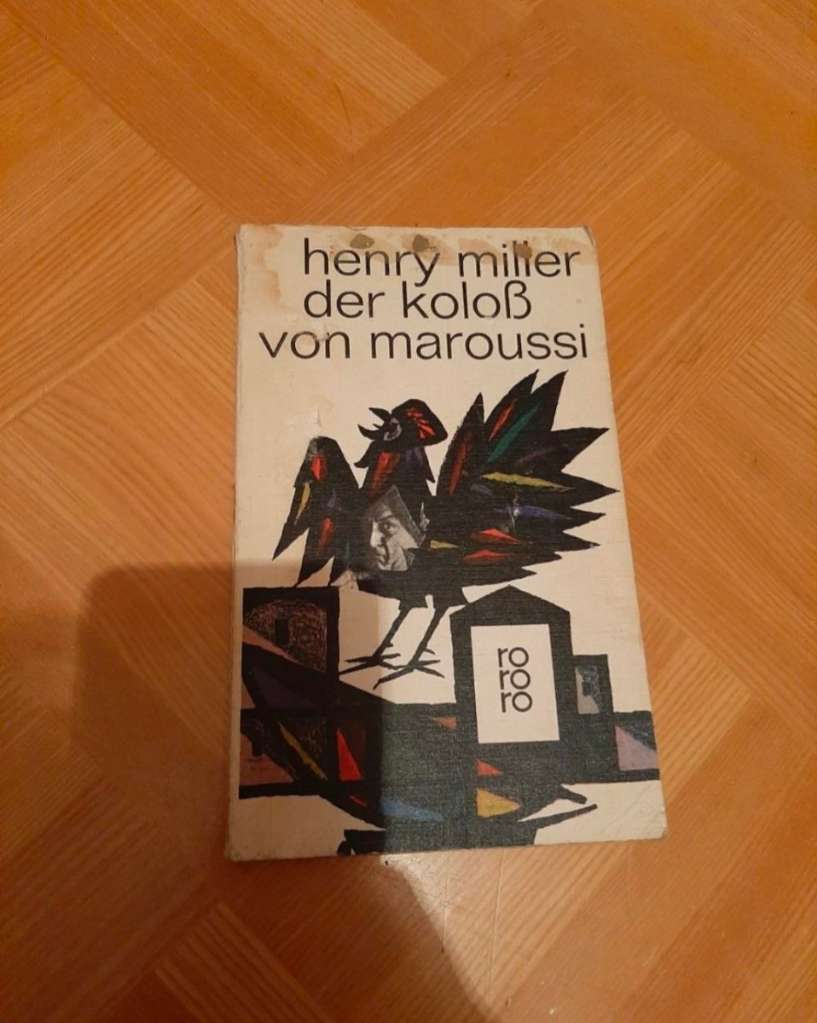 henry miller
der koloß
von maroussi
ro
ro
ro